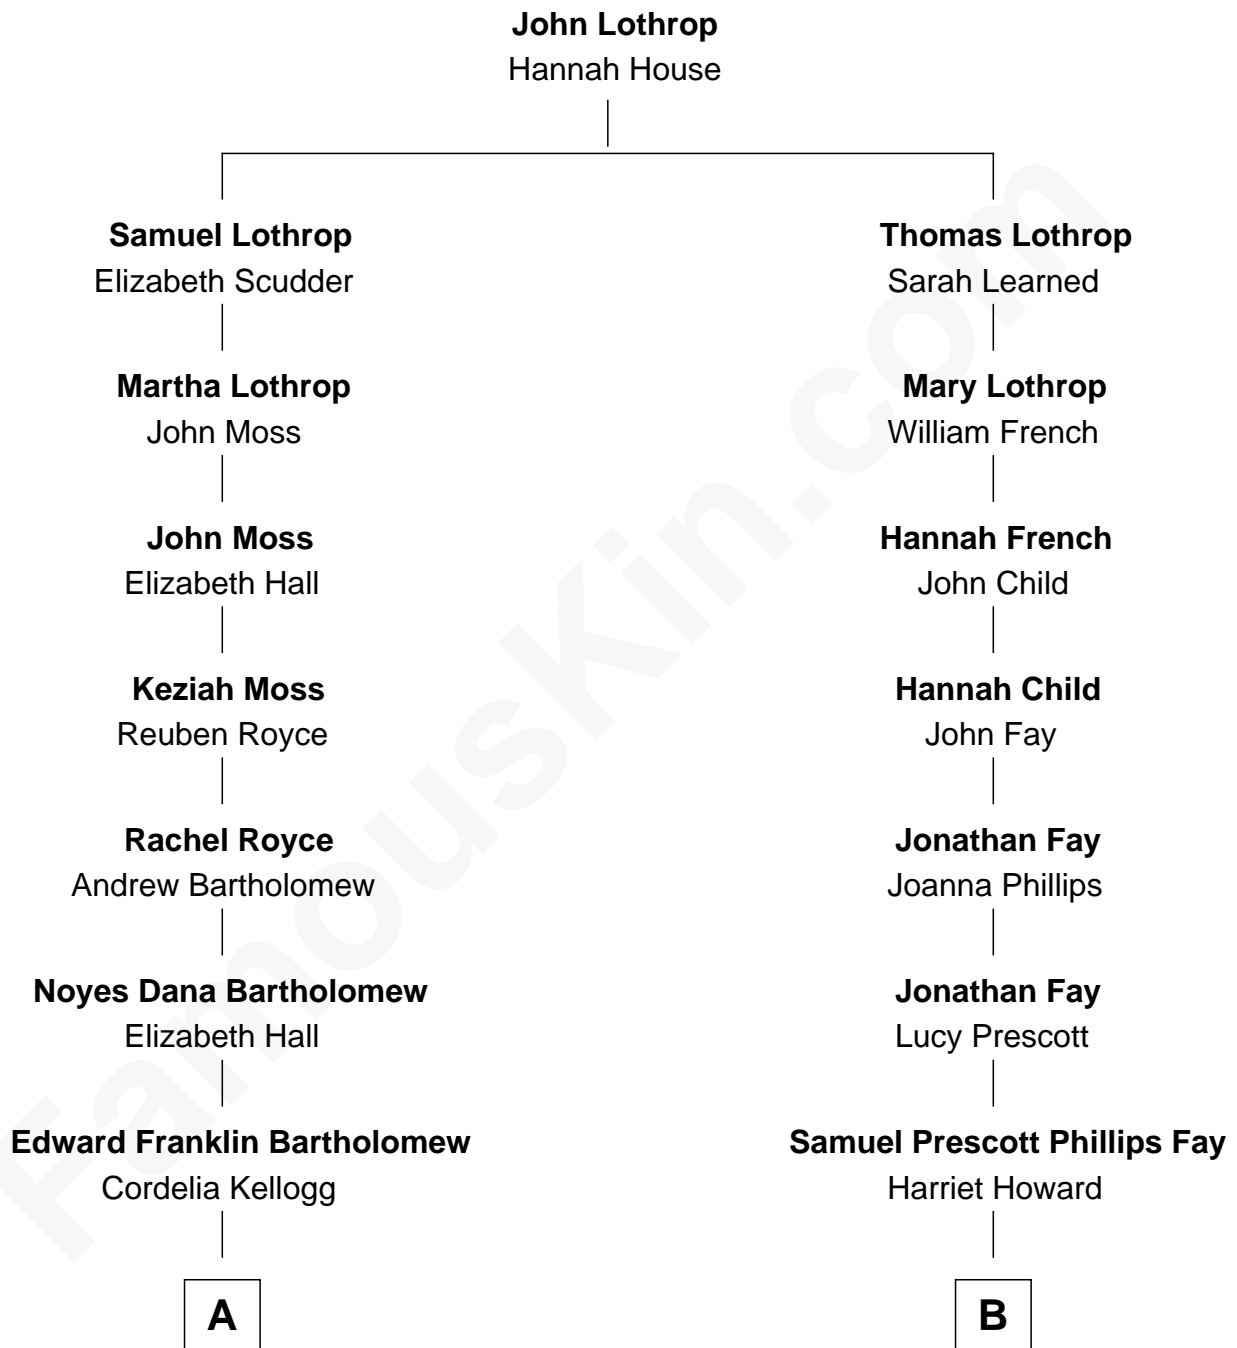 John Lothrop
Hannah House
Samuel Lothrop
Elizabeth Scudder
Martha Lothrop
John Moss
John Moss
Elizabeth Hall
Keziah Moss
Reuben Royce
Rachel Royce
Andrew Bartholomew
Noyes Dana Bartholomew
Elizabeth Hall
Edward Franklin Bartholomew
Cordelia Kellogg
A
Thomas Lothrop
Sarah Learned
Mary Lothrop
William French
Hannah French
John Child
Hannah Child
John Fay
Jonathan Fay
Joanna Phillips
Jonathan Fay
Lucy Prescott
Samuel Prescott Phillips Fay
Harriet Howard
B
FamousKin.com